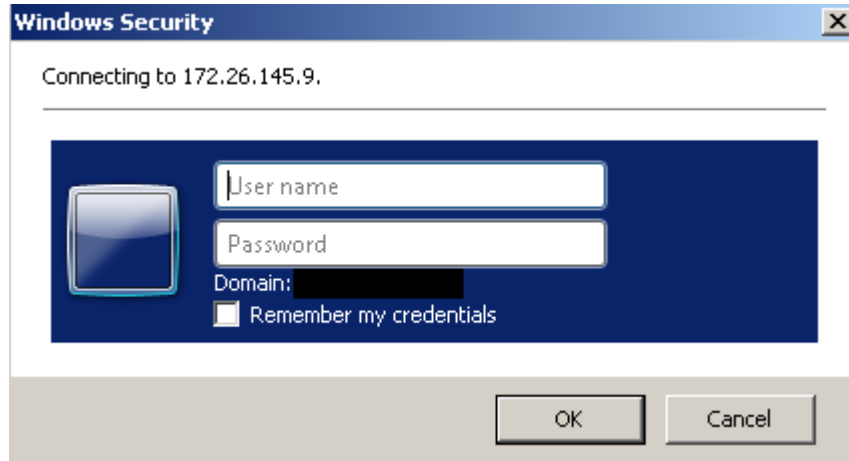 Windows Security
Connecting to 172.26.145.9.
User name
Password
Domain:
Remember my credentials
OK
Cancel